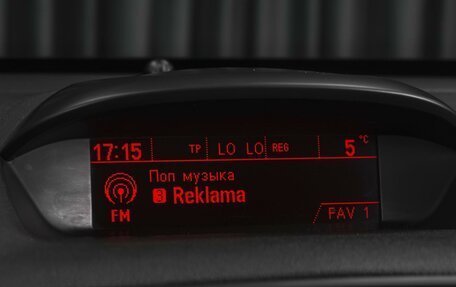 17:15 TP LO LO REG 5 °C
Поп музыка
3 Reklama
FM FAV 1